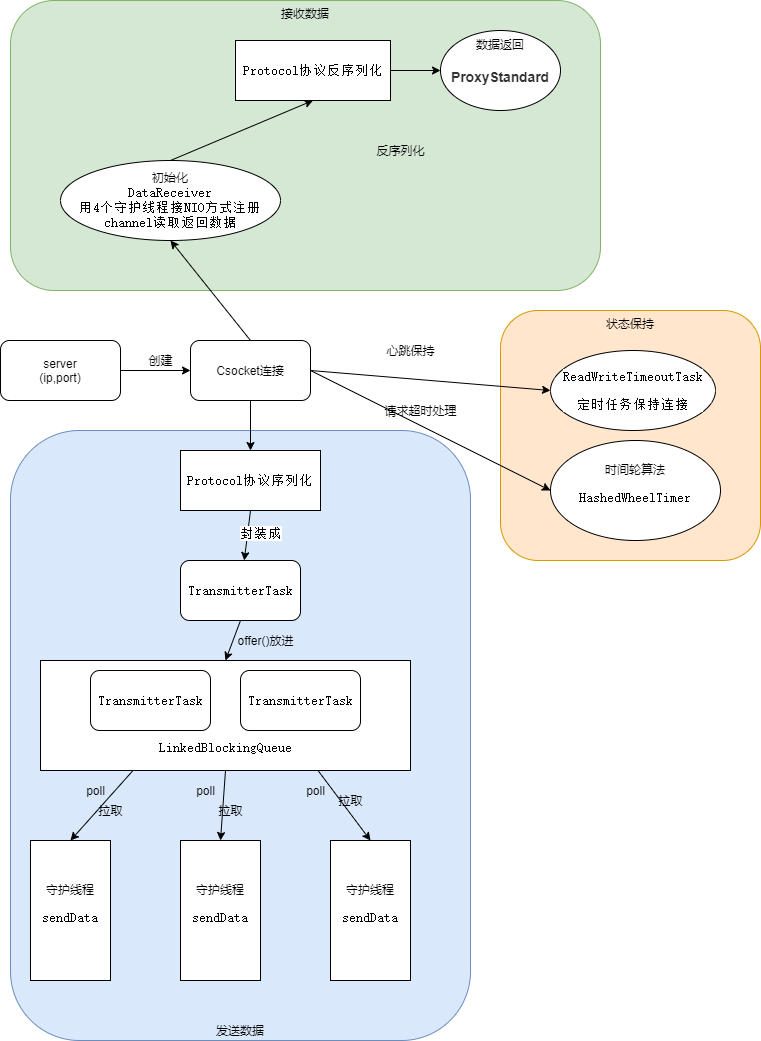 接收数据
数据返回
ProxyStandard
Protocol协议反序列化
反序列化
初始化
DataReceiver
用4个守护线程接NIO方式注册
channel读取返回数据
状态保持
server
(ip,port)
创建
Csocket连接
心跳保持
ReadWriteTimeoutTask
定时任务保持连接
请求超时处理
时间轮算法
HashedWheelTimer
Protocol协议序列化
封装成
TransmitterTask
offer()放进
TransmitterTask
TransmitterTask
LinkedBlockingQueue
poll
拉取
poll
拉取
poll
拉取
守护线程
sendData
守护线程
sendData
守护线程
sendData
发送数据